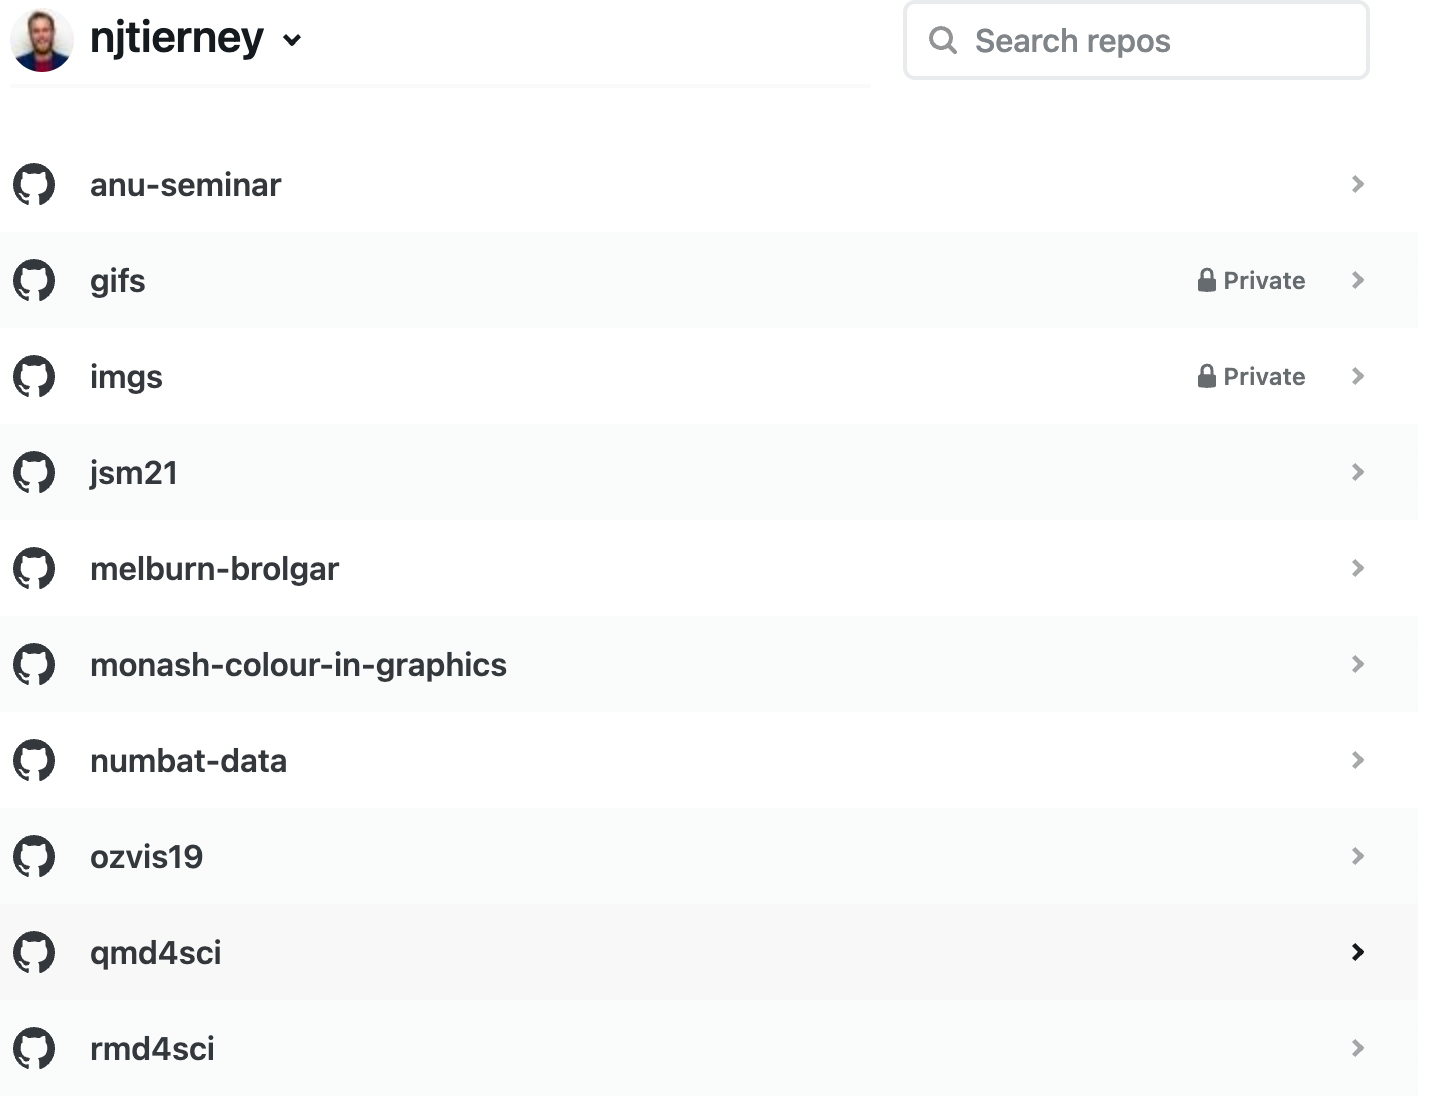 njtierney
Search repos
anu-seminar
gifs Private
imgs Private
jsm21
melburn-brolgar
monash-colour-in-graphics
numbat-data
ozvis19
qmd4sci
rmd4sci